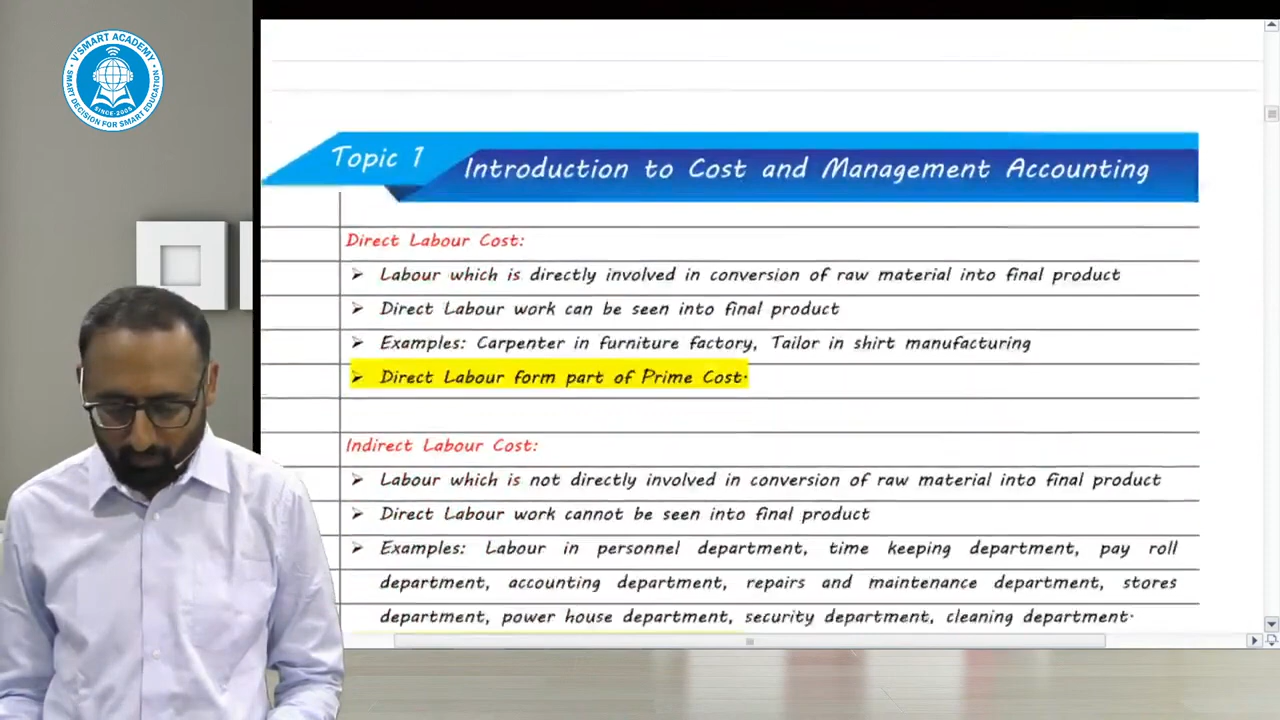 V'SMART ACADEMY
SMART DECISION FOR SMART EDUCATION
SINCE-2005
Topic 1
Introduction to Cost and Management Accounting
Direct Labour Cost:
➢ Labour which is directly involved in conversion of raw material into final product
➢ Direct Labour work can be seen into final product
➢ Examples: Carpenter in furniture factory, Tailor in shirt manufacturing
➢ Direct Labour form part of Prime Cost.
Indirect Labour Cost:
➢ Labour which is not directly involved in conversion of raw material into final product
➢ Direct Labour work cannot be seen into final product
➢ Examples: Labour in personnel department, time keeping department, pay roll
department, accounting department, repairs and maintenance department, stores
department, power house department, security department, cleaning department.